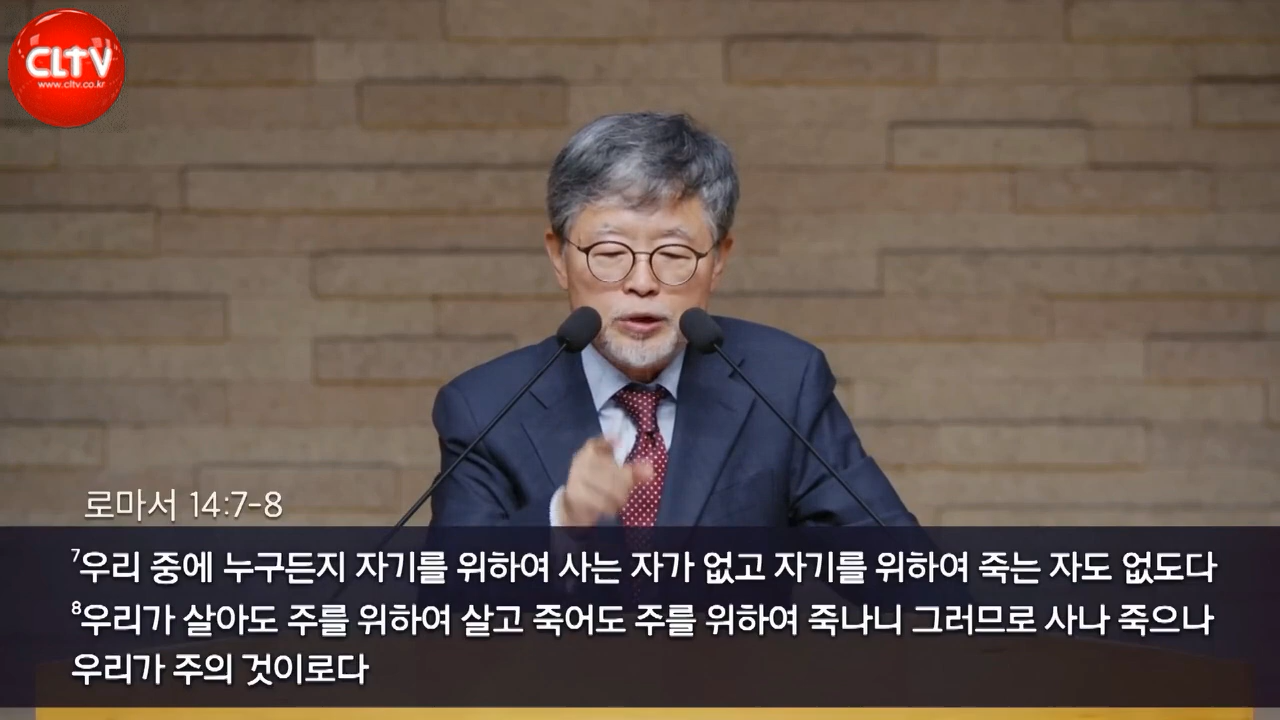 CLTV
www.cltv.co.kr
로마서 14:7-8
⁷우리 중에 누구든지 자기를 위하여 사는 자가 없고 자기를 위하여 죽는 자도 없도다
⁸우리가 살아도 주를 위하여 살고 죽어도 주를 위하여 죽나니 그러므로 사나 죽으나
우리가 주의 것이로다